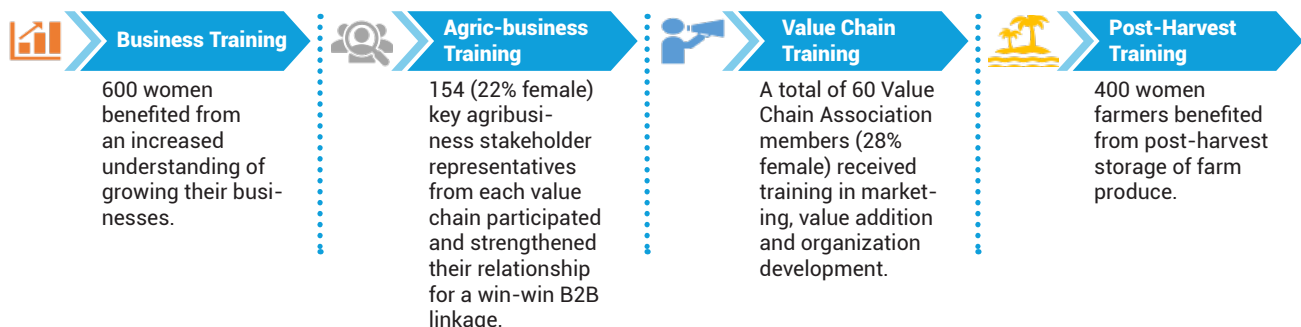 Business Training
600 women
benefited from
an increased
understanding of
growing their busi-
nesses.
Agric-business
Training
154 (22% female)
key agribusi-
ness stakeholder
representatives
from each value
chain participated
and strengthened
their relationship
for a win-win B2B
linkage.
Value Chain
Training
A total of 60 Value
Chain Association
members (28%
female) received
training in market-
ing, value addition
and organization
development.
Post-Harvest
Training
400 women
farmers benefited
from post-harvest
storage of farm
produce.